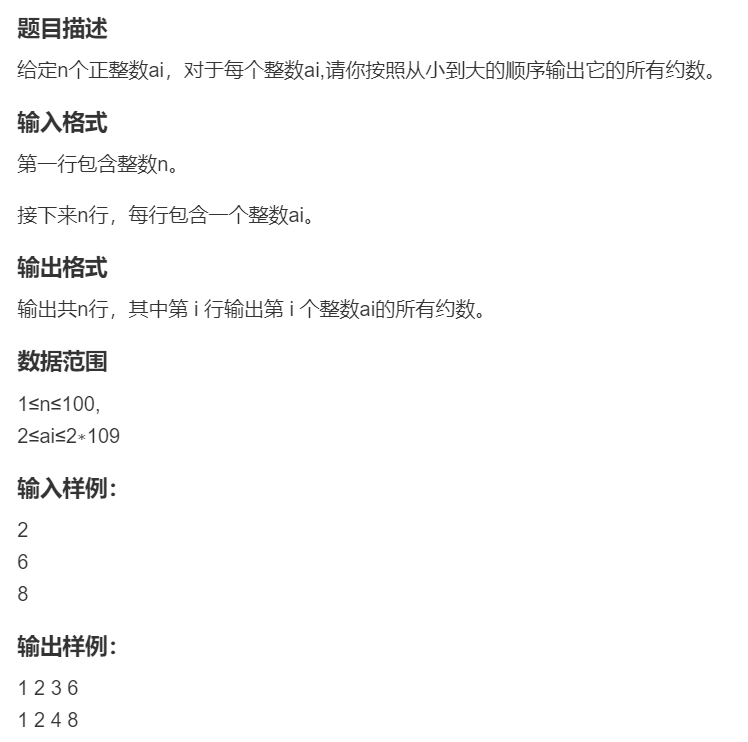 题目描述
给定n个正整数ai，对于每个整数ai,请你按照从小到大的顺序输出它的所有约数。
输入格式
第一行包含整数n。
接下来n行，每行包含一个整数ai。
输出格式
输出共n行，其中第 i 行输出第 i 个整数ai的所有约数。
数据范围
1≤n≤100,
2≤ai≤2∗109
输入样例：
2
6
8
输出样例：
1 2 3 6
1 2 4 8